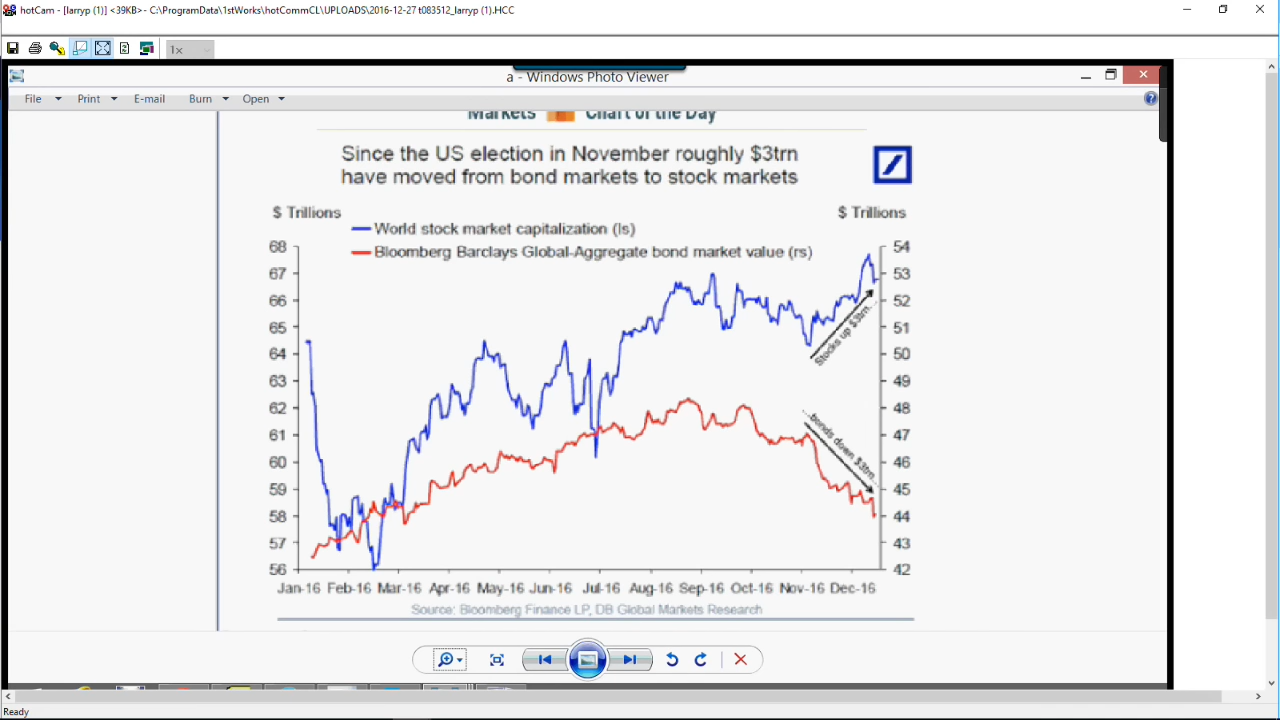 hotCam - [larryp (1)] <39KB> - C:\ProgramData\1stWorks\hotCommCL\UPLOADS\2016-12-27 t083512_larryp (1).HCC
1x
a - Windows Photo Viewer
File Print E-mail Burn Open
Markets Chart of the Day
Since the US election in November roughly $3trn
have moved from bond markets to stock markets
$ Trillions
$ Trillions
World stock market capitalization (ls)
Bloomberg Barclays Global-Aggregate bond market value (rs)
68 54
67 53
66 52
65 51
64 50
63 49
62 48
61 47
60 46
59 45
58 44
57 43
56 42
Stocks up $3trn...
...bonds down $3trn...
Jan-16 Feb-16 Mar-16 Apr-16 May-16 Jun-16 Jul-16 Aug-16 Sep-16 Oct-16 Nov-16 Dec-16
Source: Bloomberg Finance LP, DB Global Markets Research
Ready